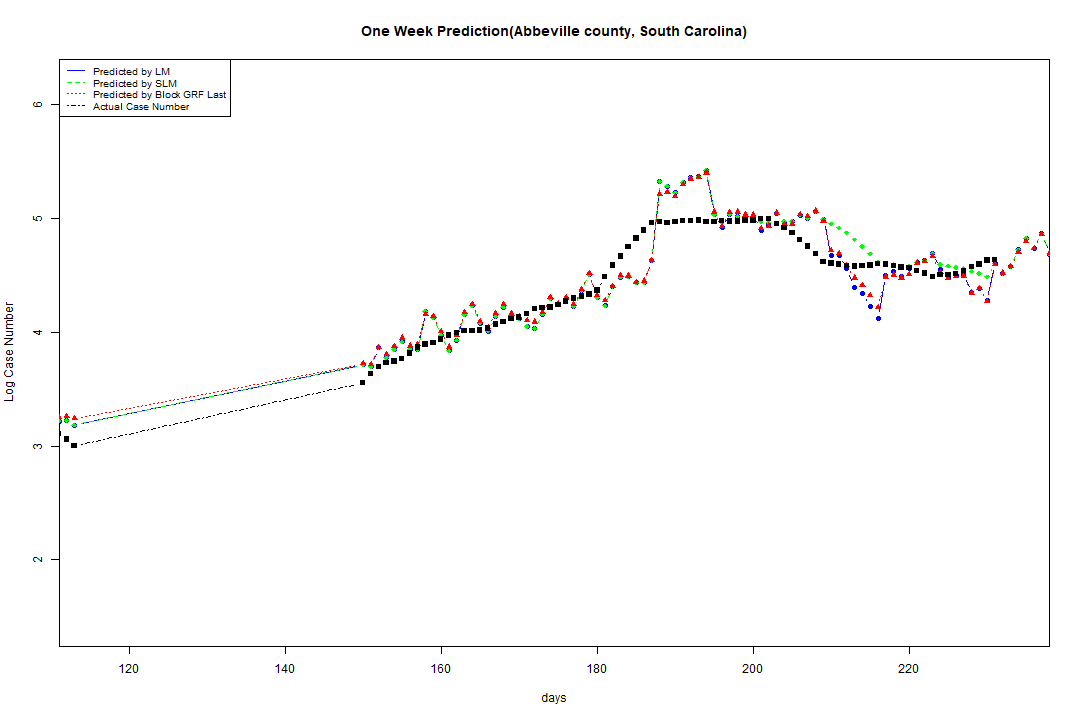 One Week Prediction(Abbeville county, South Carolina)
Predicted by LM
Predicted by SLM
Predicted by Block GRF Last
Actual Case Number
6
5
4
3
2
Log Case Number
120 140 160 180 200 220
days